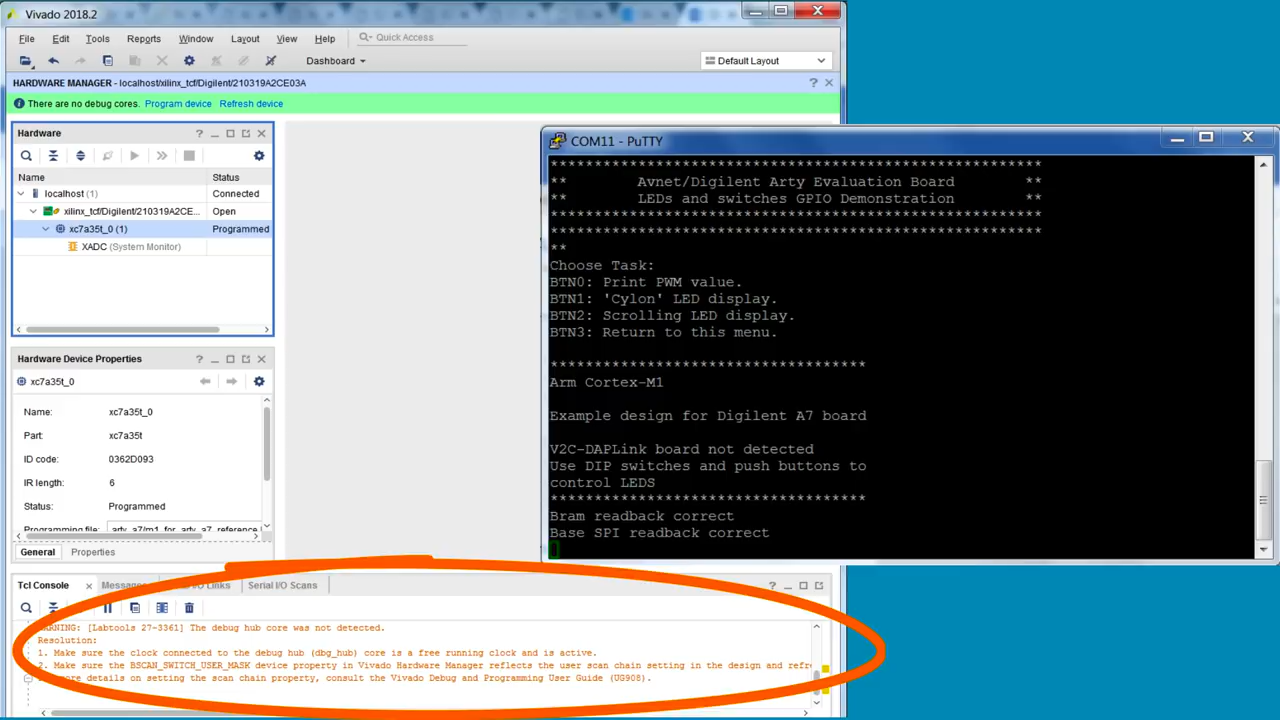 Vivado 2018.2
File Edit Tools Reports Window Layout View Help Quick Access
Dashboard Default Layout
HARDWARE MANAGER - localhost/xilinx_tcf/Digilent/210319A2CE03A
There are no debug cores. Program device Refresh device
Hardware
Name Status
localhost (1) Connected
xilinx_tcf/Digilent/210319A2CE... Open
xc7a35t_0 (1) Programmed
XADC (System Monitor)
Hardware Device Properties
xc7a35t_0
Name: xc7a35t_0
Part: xc7a35t
ID code: 0362D093
IR length: 6
Status: Programmed
Programming file: arty_a7/m1_for_arty_a7_reference
General Properties
COM11 - PuTTY
********************************************************
** Avnet/Digilent Arty Evaluation Board **
** LEDs and switches GPIO Demonstration **
********************************************************
********************************************************
**
Choose Task:
BTN0: Print PWM value.
BTN1: 'Cylon' LED display.
BTN2: Scrolling LED display.
BTN3: Return to this menu.
************************************
Arm Cortex-M1
Example design for Digilent A7 board
V2C-DAPLink board not detected
Use DIP switches and push buttons to
control LEDS
************************************
Bram readback correct
Base SPI readback correct
Tcl Console Messages I/O Links Serial I/O Scans
WARNING: [Labtools 27-3361] The debug hub core was not detected.
Resolution:
1. Make sure the clock connected to the debug hub (dbg_hub) core is a free running clock and is active.
2. Make sure the BSCAN_SWITCH_USER_MASK device property in Vivado Hardware Manager reflects the user scan chain setting in the design and refre
more details on setting the scan chain property, consult the Vivado Debug and Programming User Guide (UG908).